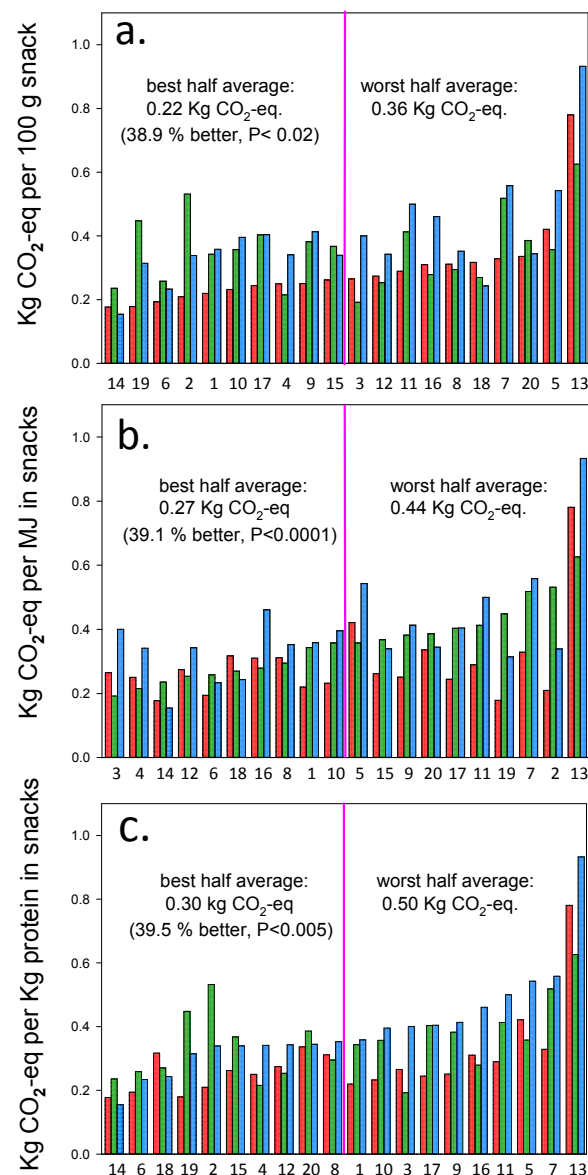 a.
Kg CO2-eq per 100 g snack
1.0
0.8
0.6
0.4
0.2
0.0
best half average:
0.22 Kg CO2-eq.
(38.9 % better, P< 0.02)
worst half average:
0.36 Kg CO2-eq.
14 19 6 2 1 10 17 4 9 15 3 12 11 16 8 18 7 20 5 13
b.
Kg CO2-eq per MJ in snacks
1.0
0.8
0.6
0.4
0.2
0.0
best half average:
0.27 Kg CO2-eq
(39.1 % better, P<0.0001)
worst half average:
0.44 Kg CO2-eq.
3 4 14 12 6 18 16 8 1 10 5 15 9 20 17 11 19 7 2 13
c.
Kg CO2-eq per Kg protein in snacks
1.0
0.8
0.6
0.4
0.2
0.0
best half average:
0.30 kg CO2-eq
(39.5 % better, P<0.005)
worst half average:
0.50 Kg CO2-eq.
14 6 18 19 2 15 4 12 20 8 1 10 3 17 9 16 11 5 7 13